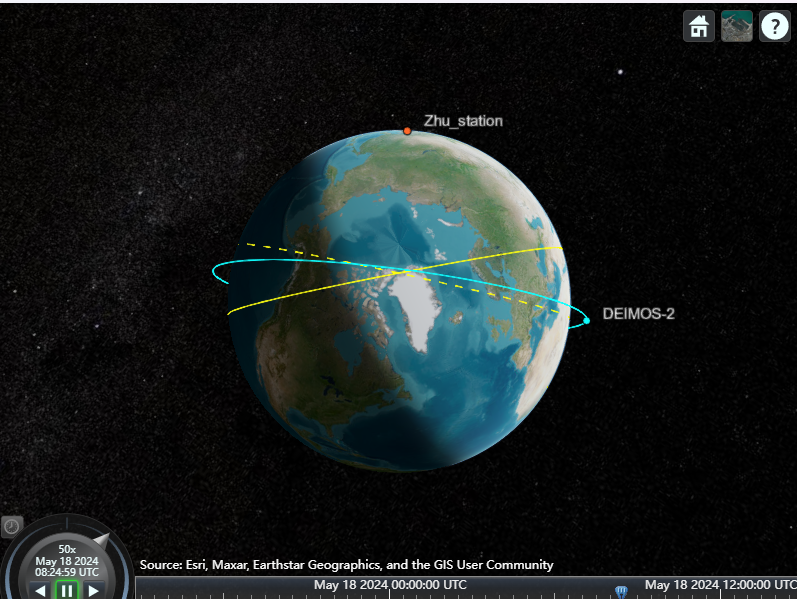 ?
Zhu_station
DEIMOS-2
50x
May 18 2024
08:24:59 UTC
Source: Esri, Maxar, Earthstar Geographics, and the GIS User Community
May 18 2024 00:00:00 UTC
May 18 2024 12:00:00 UTC